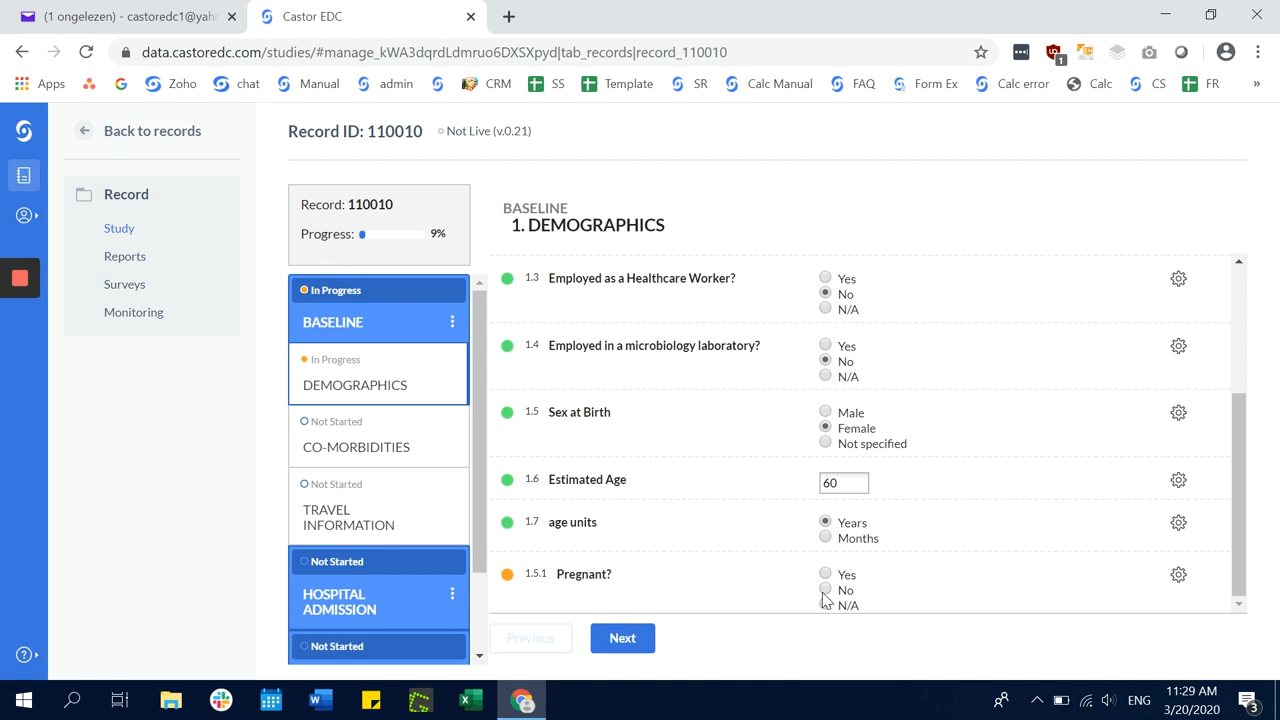 (1 ongelezen) - castoredc1@yah
Castor EDC
data.castoredc.com/studies/#manage_kWA3dqrdLdmruo6DXSXpyd|tab_records|record_110010
1
Apps
Zoho
chat
Manual
admin
CRM
SS
Template
SR
Calc Manual
FAQ
Form Ex
Calc error
Calc
CS
FR
»
Back to records
Record
Study
Reports
Surveys
Monitoring
Record ID: 110010
Not Live (v.0.21)
Record: 110010
Progress: 9%
In Progress
BASELINE
In Progress
DEMOGRAPHICS
Not Started
CO-MORBIDITIES
Not Started
TRAVEL
INFORMATION
Not Started
HOSPITAL
ADMISSION
Not Started
BASELINE
1. DEMOGRAPHICS
1.3 Employed as a Healthcare Worker?
Yes
No
N/A
1.4 Employed in a microbiology laboratory?
Yes
No
N/A
1.5 Sex at Birth
Male
Female
Not specified
1.6 Estimated Age
60
1.7 age units
Years
Months
1.5.1 Pregnant?
Yes
No
N/A
Previous
Next
ENG
11:29 AM
3/20/2020
3